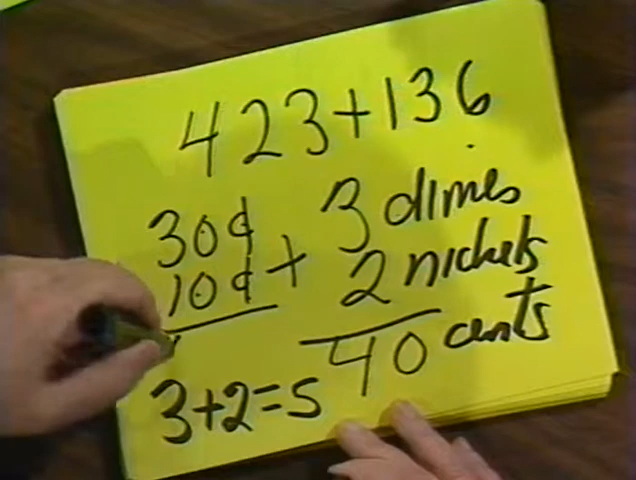 423+136
30¢ + 3 dimes
10¢ 2 nickels
40 cents
3+2=5